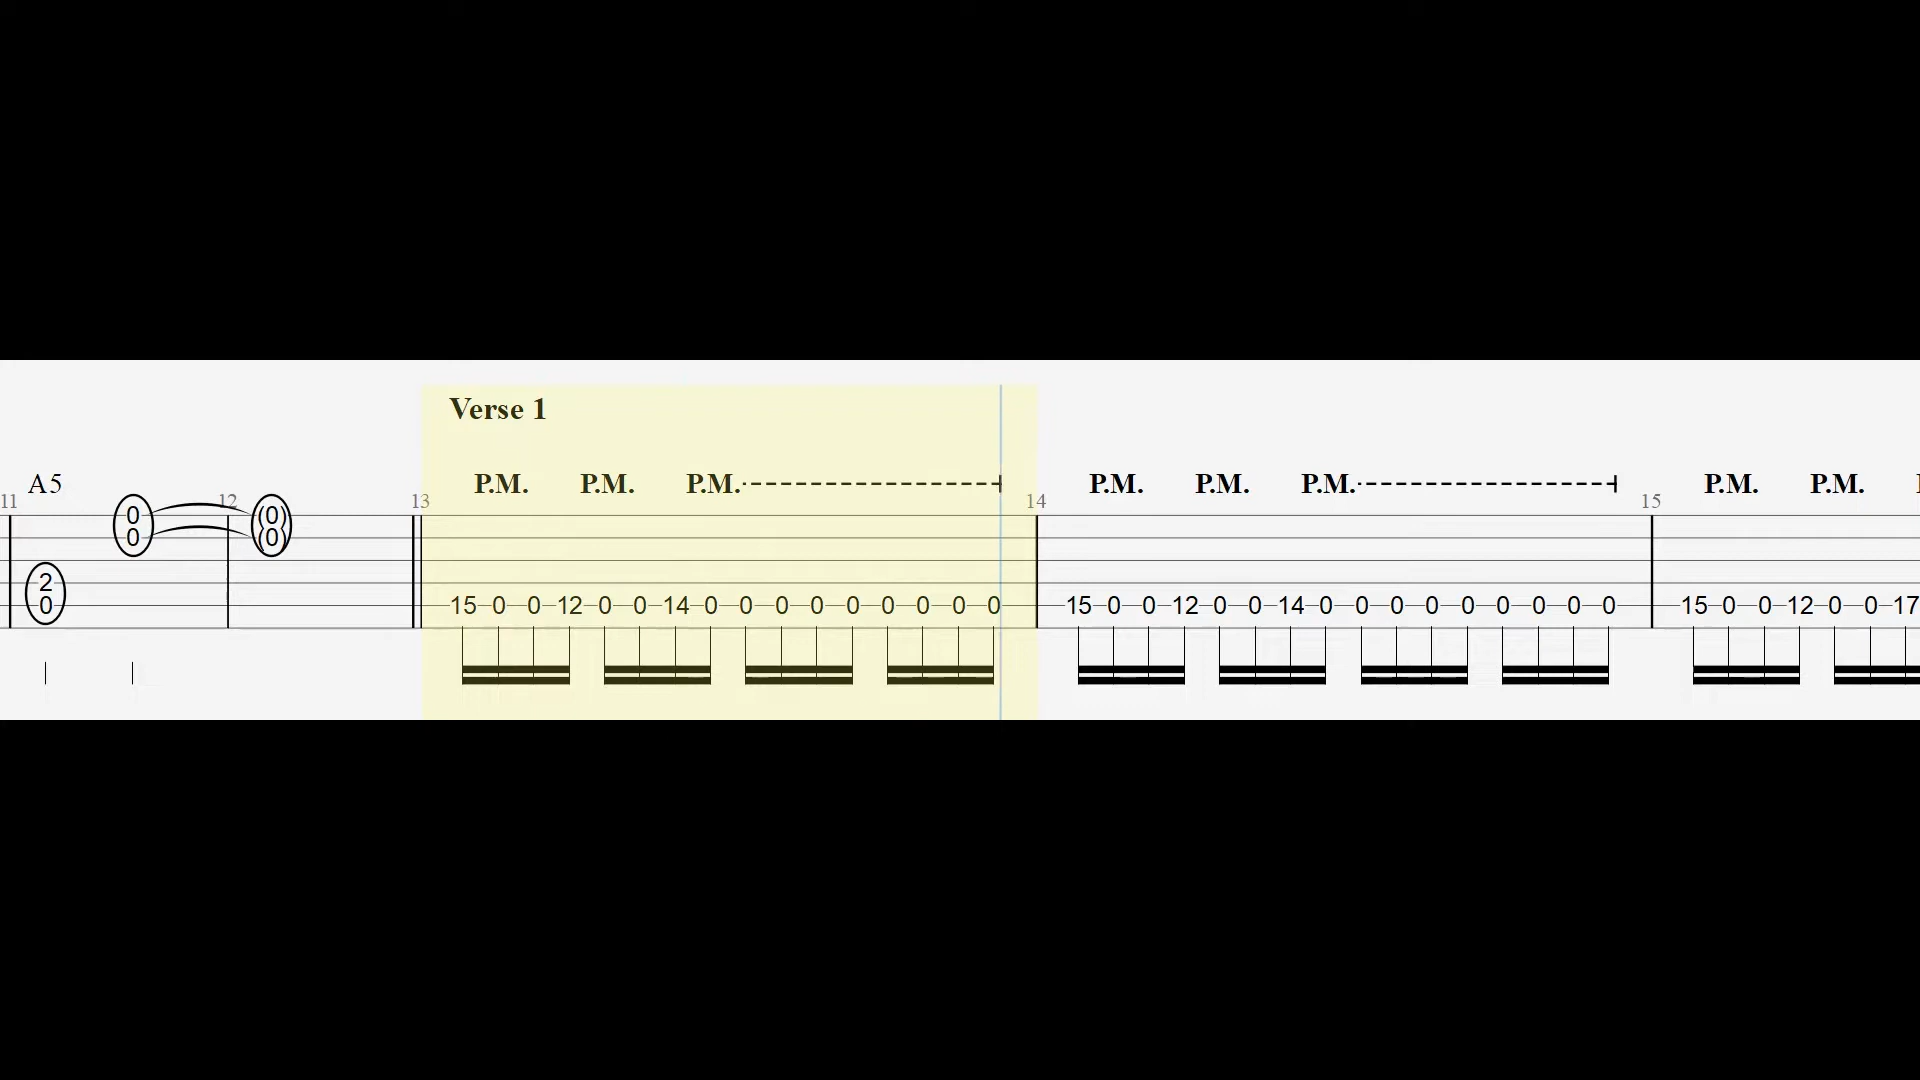 Verse 1
A5 P.M. P.M. P.M. P.M. P.M. P.M. P.M. P.M.
11 12 13 14 15
0 (0)
0 (0)
2
0 15 0 0 12 0 0 14 0 0 0 0 0 0 0 0 0 15 0 0 12 0 0 14 0 0 0 0 0 0 0 0 0 15 0 0 12 0 0 17